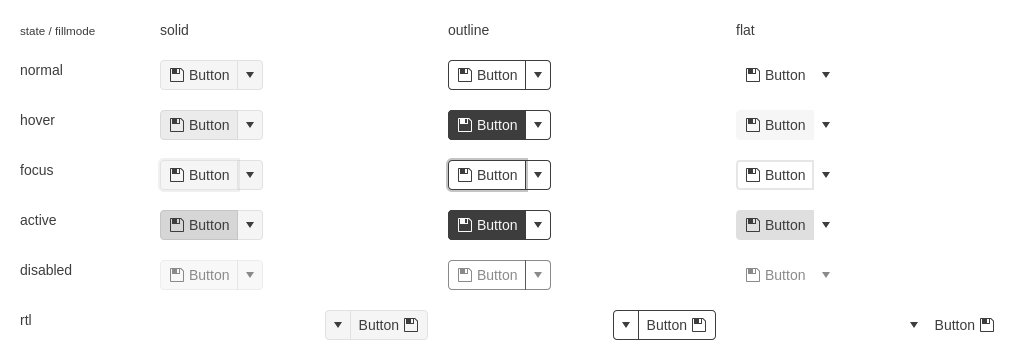 state / fillmode solid outline flat
normal Button Button Button
hover Button Button Button
focus Button Button Button
active Button Button Button
disabled Button Button Button
rtl Button Button Button